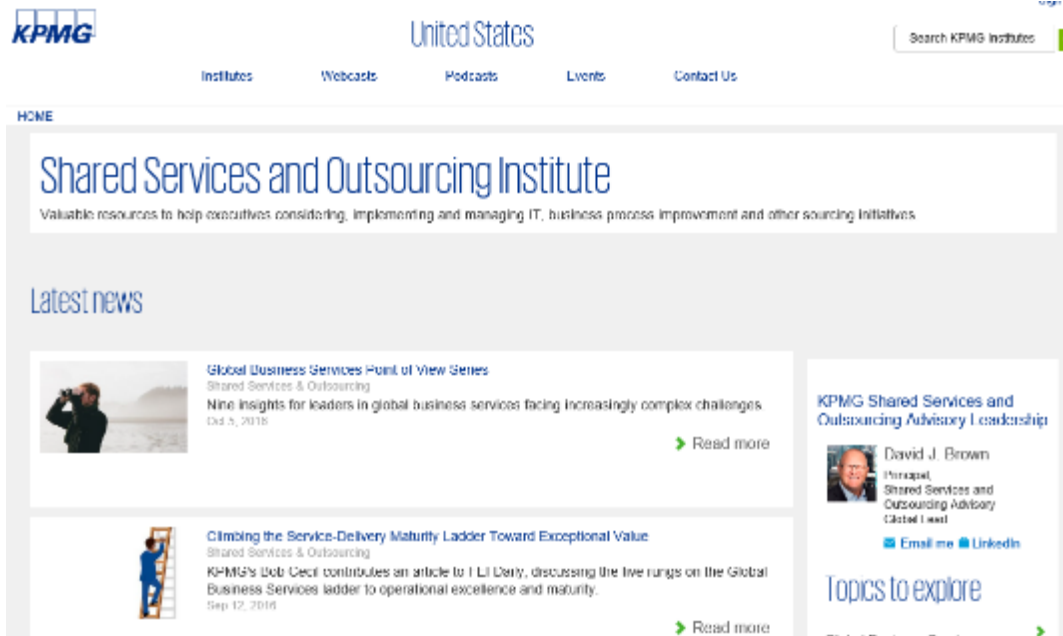 KPMG
United States
Search KPMG Institutes
Institutes
Webcasts
Podcasts
Events
Contact Us
HOME
Shared Services and Outsourcing Institute
Valuable resources to help executives considering, implementing and managing IT, business process improvement and other sourcing initiatives
Latest news
Global Business Services Point of View Series
Shared Services & Outsourcing
Nine insights for leaders in global business services facing increasingly complex challenges.
Oct 5, 2016
Read more
Climbing the Service-Delivery Maturity Ladder Toward Exceptional Value
Shared Services & Outsourcing
KPMG's Bob Cecil contributes an article to FEI Daily, discussing the five rungs on the Global
Business Services ladder to operational excellence and maturity.
Sep 12, 2016
Read more
KPMG Shared Services and
Outsourcing Advisory Leadership
David J. Brown
Principal,
Shared Services and
Outsourcing Advisory
Global Lead
Email me LinkedIn
Topics to explore